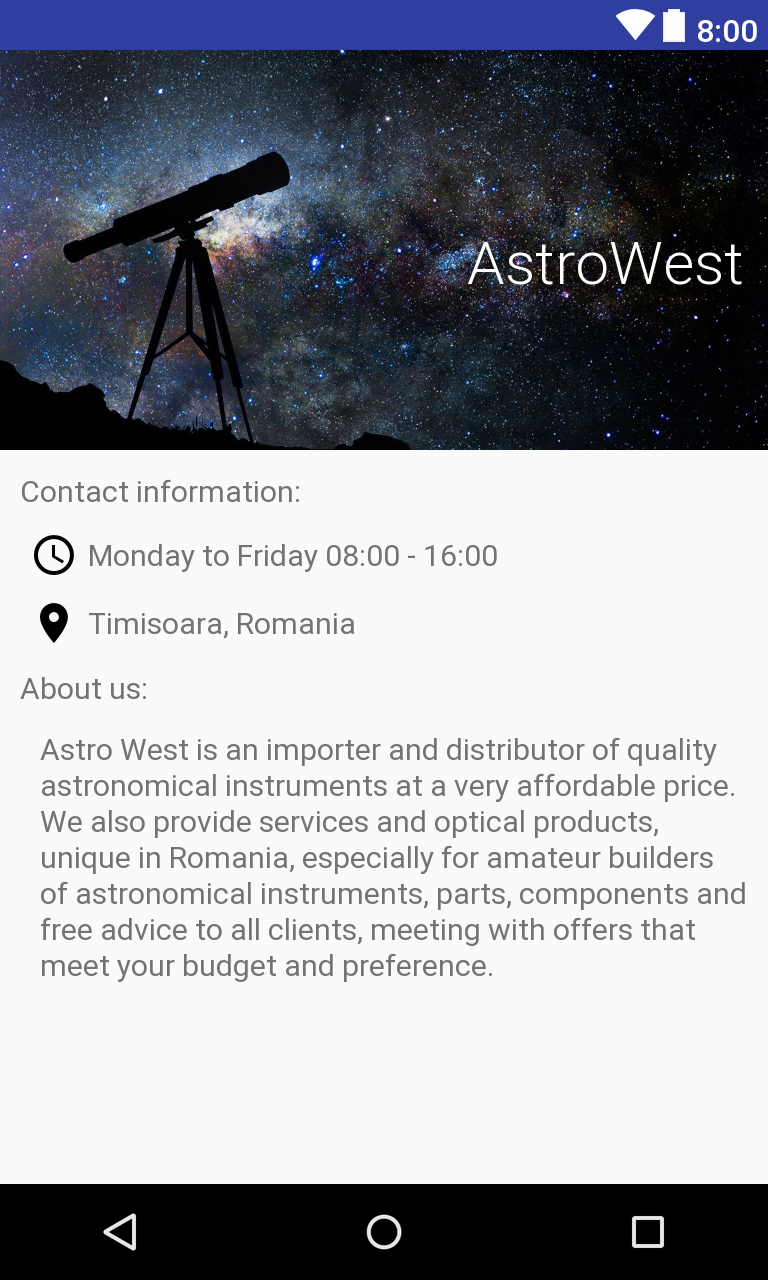 8:00
AstroWest
Contact information:
Monday to Friday 08:00 - 16:00
Timisoara, Romania
About us:
Astro West is an importer and distributor of quality
astronomical instruments at a very affordable price.
We also provide services and optical products,
unique in Romania, especially for amateur builders
of astronomical instruments, parts, components and
free advice to all clients, meeting with offers that
meet your budget and preference.